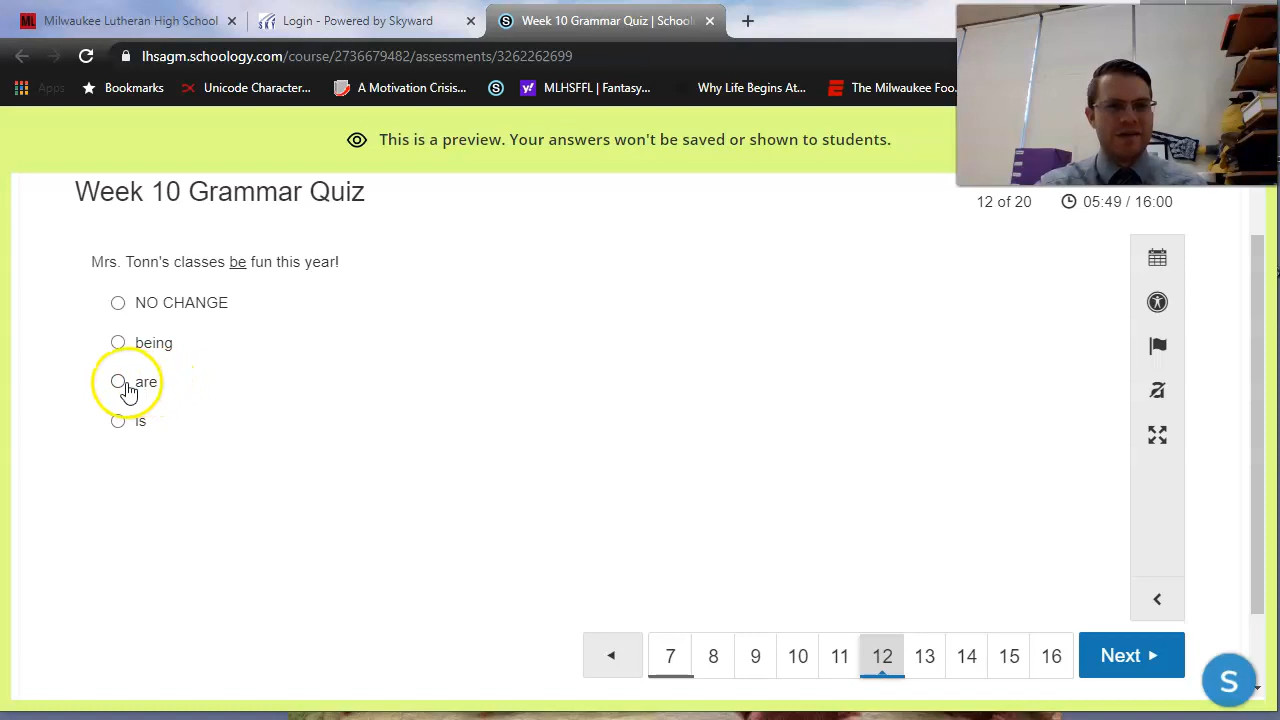 ML Milwaukee Lutheran High School
Login - Powered by Skyward
S Week 10 Grammar Quiz | Schoo
lhsagm.schoology.com/course/2736679482/assessments/3262262699
Apps
Bookmarks
Unicode Character...
A Motivation Crisis...
S
MLHSFFL | Fantasy...
Why Life Begins At...
The Milwaukee Foo...
This is a preview. Your answers won't be saved or shown to students.
Week 10 Grammar Quiz
12 of 20
05:49 / 16:00
Mrs. Tonn's classes be fun this year!
NO CHANGE
being
are
is
7 8 9 10 11 12 13 14 15 16 Next
S